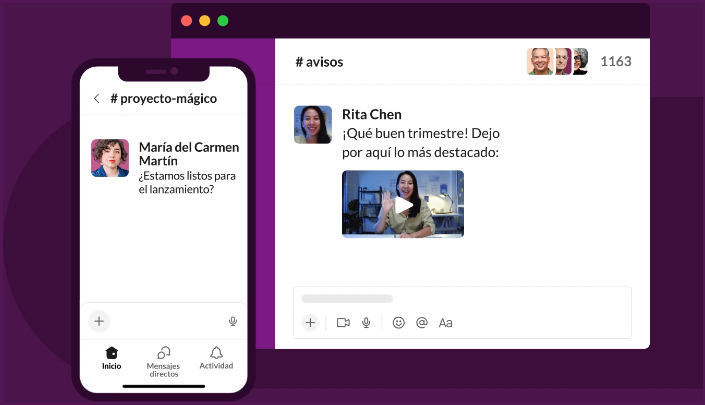 # proyecto-mágico
María del Carmen
Martín
¿Estamos listos para
el lanzamiento?
Inicio
Mensajes
directos
Actividad
# avisos
1163
Rita Chen
¡Qué buen trimestre! Dejo
por aquí lo más destacado:
@
Aa